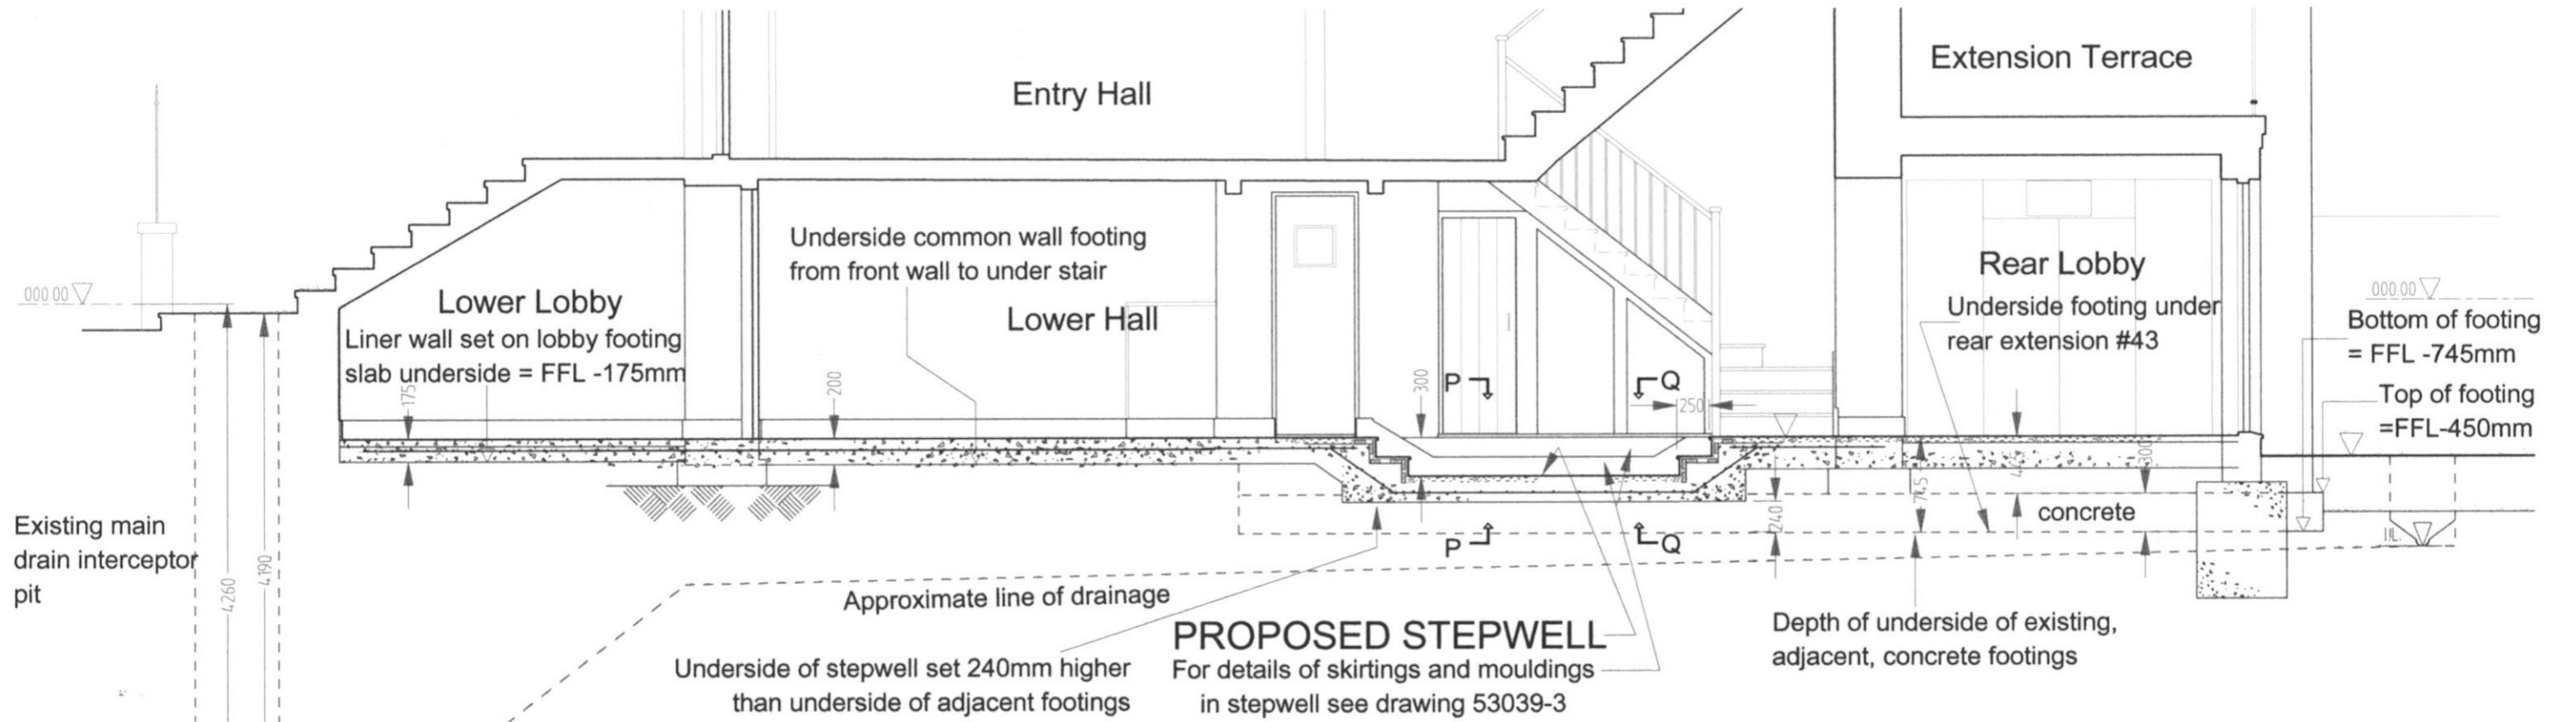 Extension Terrace
Entry Hall
Underside common wall footing
from front wall to under stair
Rear Lobby
Underside footing under
rear extension #43
000 00
000.00
Lower Lobby
Liner wall set on lobby footing
slab underside = FFL -175mm
Lower Hall
Bottom of footing
= FFL -745mm
Top of footing
=FFL-450mm
175
200
300
P
Q
250
745
300
240
concrete
P
Q
Existing main
drain interceptor
pit
4260
4190
Approximate line of drainage
PROPOSED STEPWELL
For details of skirtings and mouldings
in stepwell see drawing 53039-3
Underside of stepwell set 240mm higher
than underside of adjacent footings
Depth of underside of existing,
adjacent, concrete footings